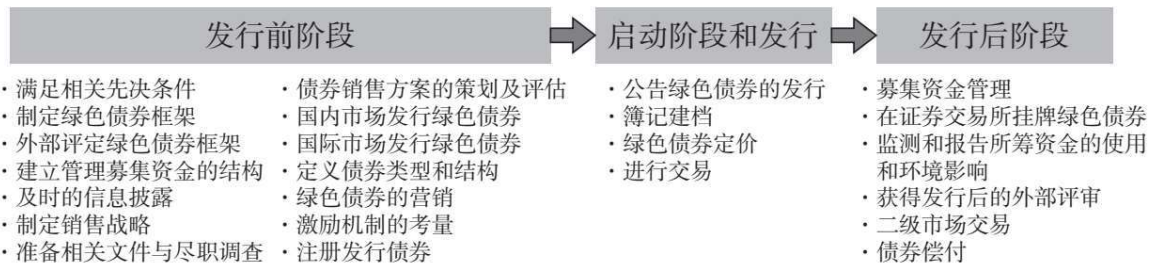 发行前阶段
启动阶段和发行
发行后阶段
· 满足相关先决条件
· 制定绿色债券框架
· 外部评定绿色债券框架
· 建立管理募集资金的结构
· 及时的信息披露
· 制定销售战略
· 准备相关文件与尽职调查
· 债券销售方案的策划及评估
· 国内市场发行绿色债券
· 国际市场发行绿色债券
· 定义债券类型和结构
· 绿色债券的营销
· 激励机制的考量
· 注册发行债券
· 公告绿色债券的发行
· 簿记建档
· 绿色债券定价
· 进行交易
· 募集资金管理
· 在证券交易所挂牌绿色债券
· 监测和报告所筹资金的使用
和环境影响
· 获得发行后的外部评审
· 二级市场交易
· 债券偿付